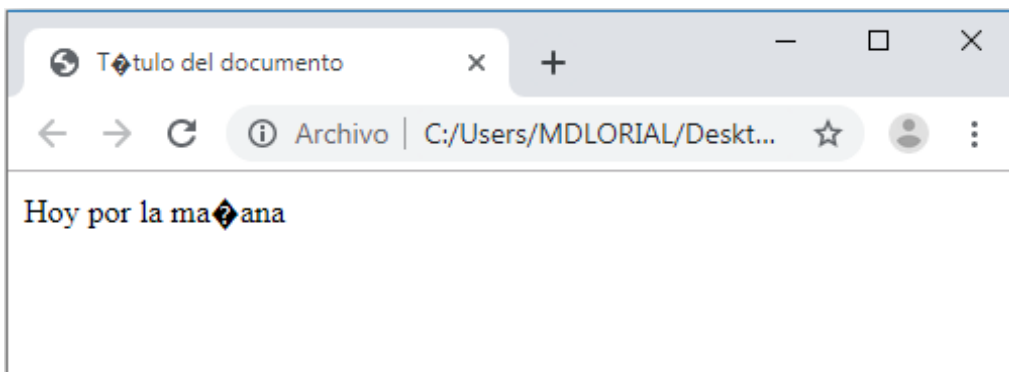 T�tulo del documento
Archivo | C:/Users/MDLORIAL/Deskt...
Hoy por la ma�ana